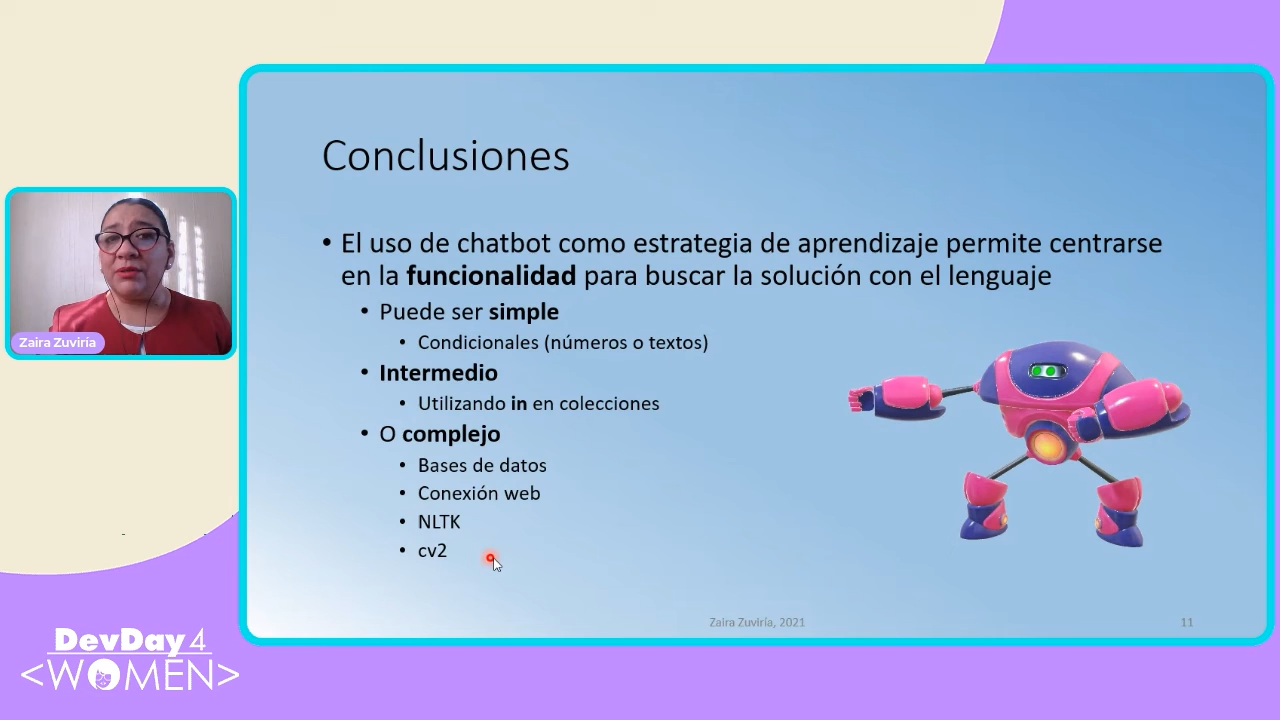 Conclusiones
• El uso de chatbot como estrategia de aprendizaje permite centrarse
en la funcionalidad para buscar la solución con el lenguaje
• Puede ser simple
• Condicionales (números o textos)
• Intermedio
• Utilizando in en colecciones
• O complejo
• Bases de datos
• Conexión web
• NLTK
• cv2
Zaira Zuviría, 2021
11
Zaira Zuviría
DevDay 4
<WOMEN>